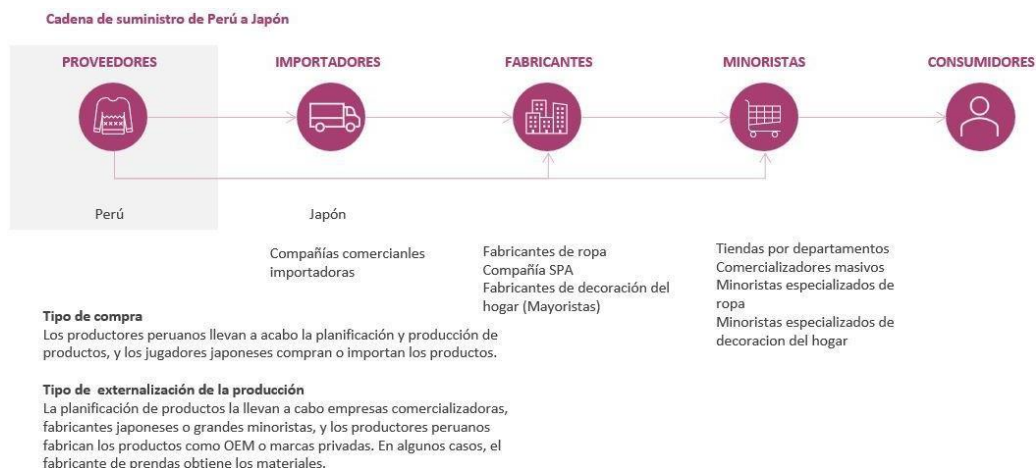 Cadena de suministro de Perú a Japón
PROVEEDORES
IMPORTADORES
FABRICANTES
MINORISTAS
CONSUMIDORES
Perú
Japón
Compañías comercianles
importadoras
Fabricantes de ropa
Compañía SPA
Fabricantes de decoración del
hogar (Mayoristas)
Tiendas por departamentos
Comercializadores masivos
Minoristas especializados de
ropa
Minoristas especializados de
decoracion del hogar
Tipo de compra
Los productores peruanos llevan a acabo la planificación y producción de
productos, y los jugadores japoneses compran o importan los productos.
Tipo de externalización de la producción
La planificación de productos la llevan a cabo empresas comercializadoras,
fabricantes japoneses o grandes minoristas, y los productores peruanos
fabrican los productos como OEM o marcas privadas. En algunos casos, el
fabricante de prendas obtiene los materiales.